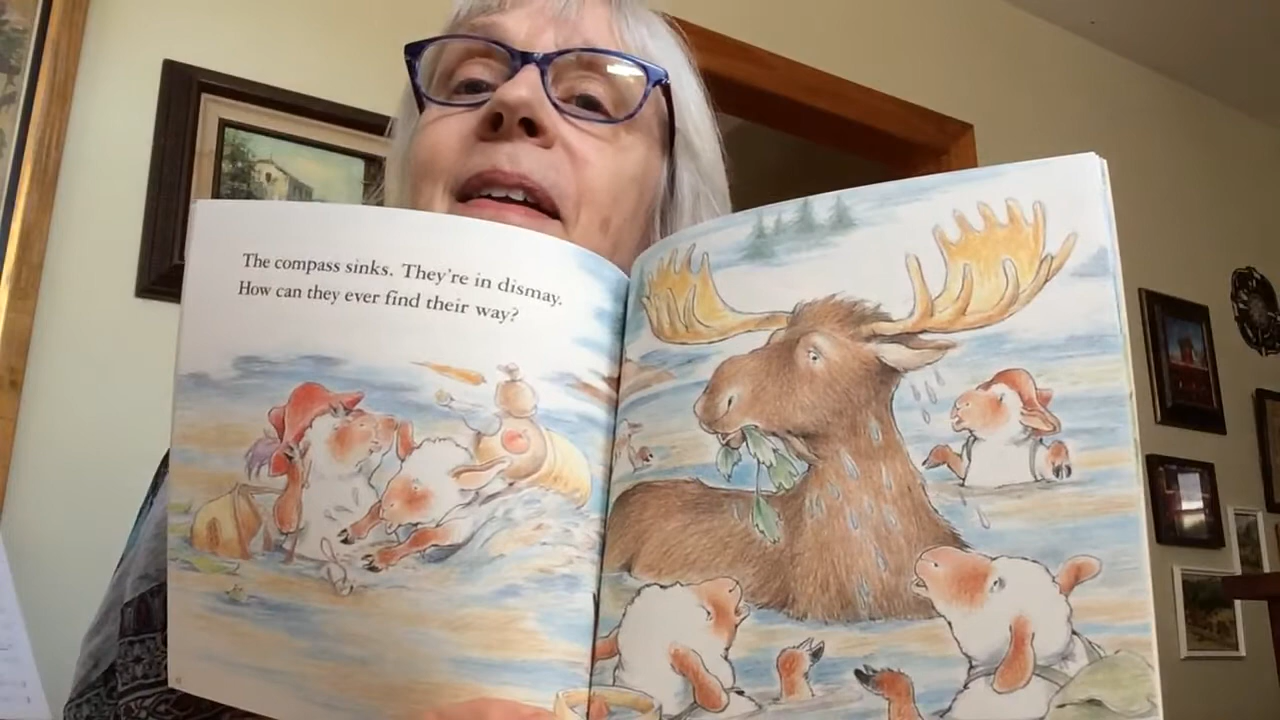 The compass sinks. They're in dismay.
How can they ever find their way?